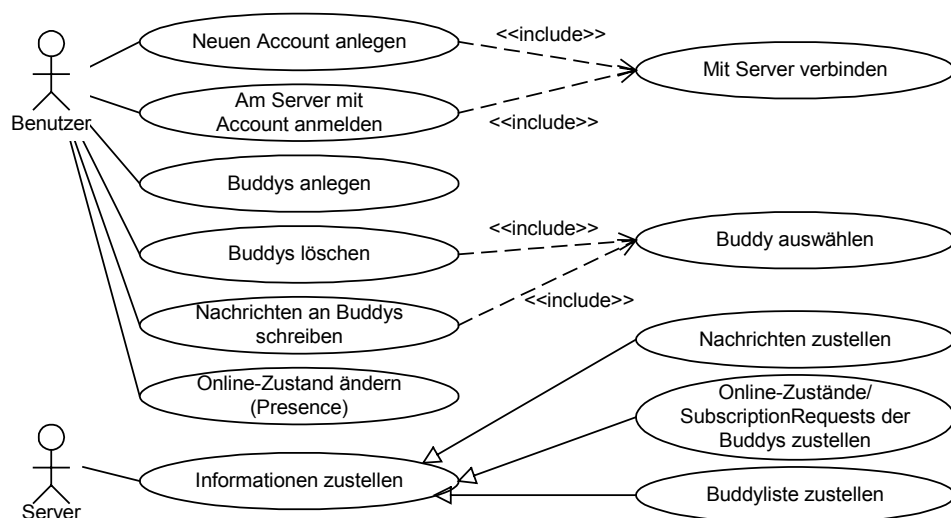 Neuen Account anlegen
<<include>>
Mit Server verbinden
Am Server mit
Account anmelden
<<include>>
Benutzer
Buddys anlegen
Buddys löschen
<<include>>
Buddy auswählen
Nachrichten an Buddys
schreiben
<<include>>
Nachrichten zustellen
Online-Zustand ändern
(Presence)
Online-Zustände/
SubscriptionRequests der
Buddys zustellen
Informationen zustellen
Buddyliste zustellen
Server